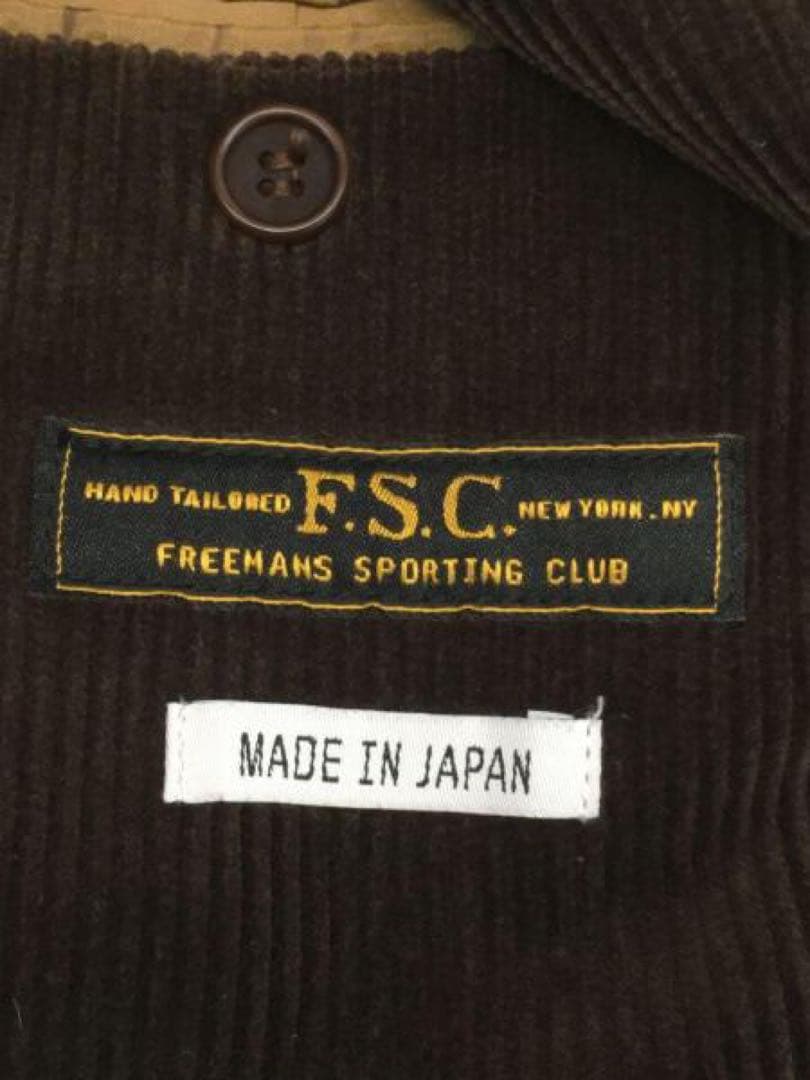 HAND TAILORED F.S.C. NEW YORK.NY
FREEMANS SPORTING CLUB
MADE IN JAPAN